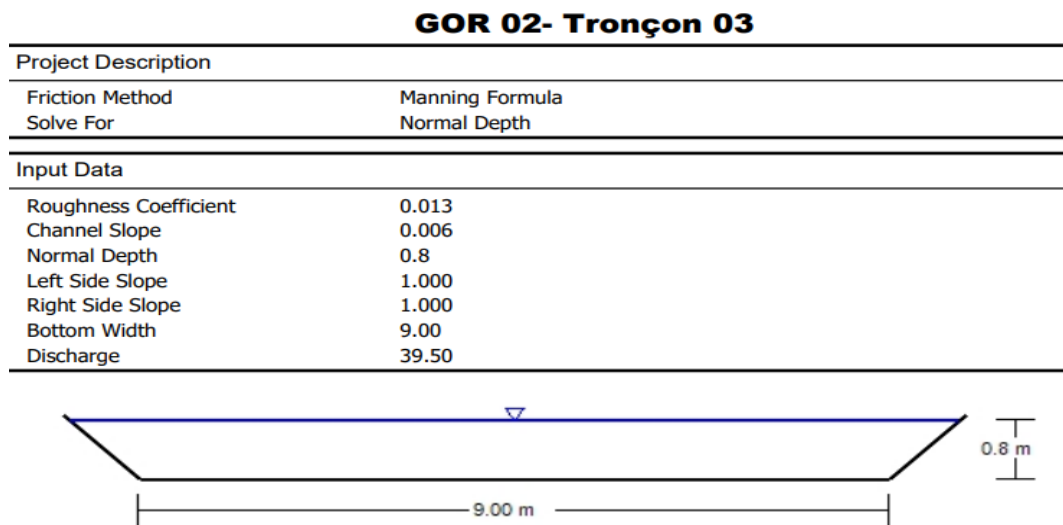 GOR 02- Tronçon 03
Project Description
Friction Method Manning Formula
Solve For Normal Depth
Input Data
Roughness Coefficient 0.013
Channel Slope 0.006
Normal Depth 0.8
Left Side Slope 1.000
Right Side Slope 1.000
Bottom Width 9.00
Discharge 39.50
0.8 m
9.00 m